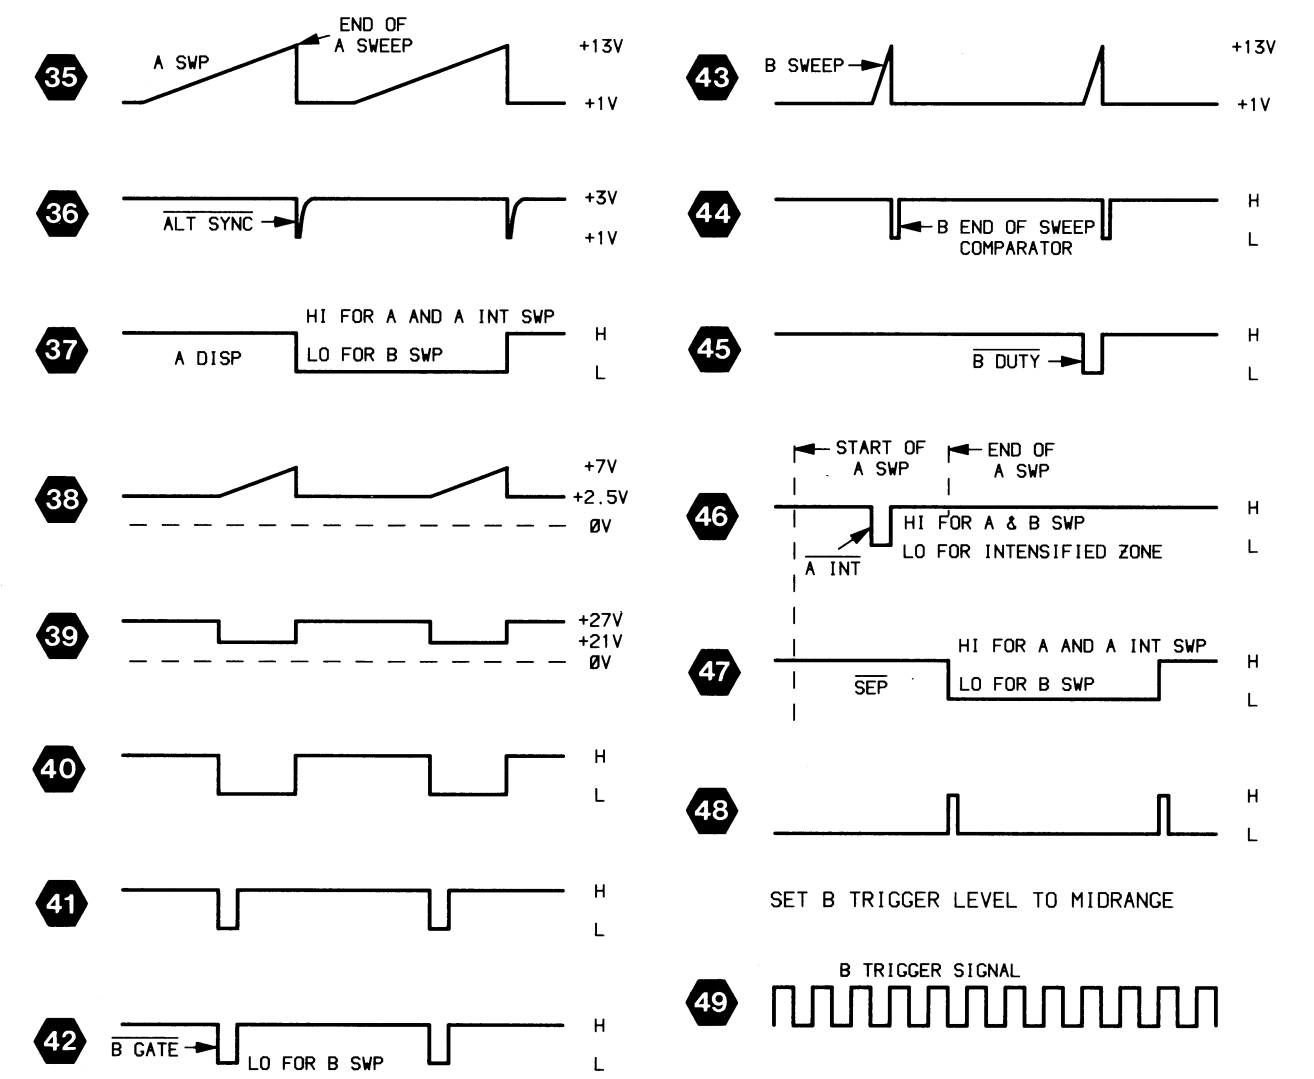 35
A SWP
END OF
A SWEEP
+13V
+1V
36
ALT SYNC
+3V
+1V
37
HI FOR A AND A INT SWP
A DISP
LO FOR B SWP
H
L
38
+7V
+2.5V
0V
39
+27V
+21V
0V
40
H
L
41
H
L
42
B GATE
LO FOR B SWP
H
L
43
B SWEEP
+13V
+1V
44
B END OF SWEEP
COMPARATOR
H
L
45
B DUTY
H
L
START OF
A SWP
END OF
A SWP
46
HI FOR A & B SWP
LO FOR INTENSIFIED ZONE
A INT
H
L
47
HI FOR A AND A INT SWP
SEP
LO FOR B SWP
H
L
48
H
L
SET B TRIGGER LEVEL TO MIDRANGE
B TRIGGER SIGNAL
49